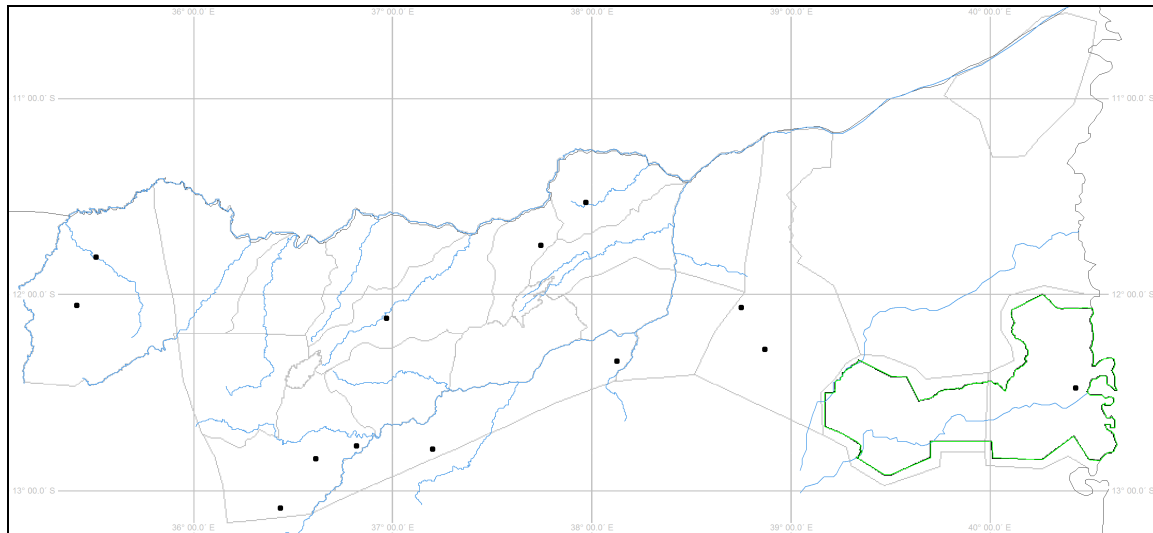 36° 00.0´ E 37° 00.0´ E 38° 00.0´ E 39° 00.0´ E 40° 00.0´ E
11° 00.0´ S 11° 00.0´ S
12° 00.0´ S 12° 00.0´ S
13° 00.0´ S 13° 00.0´ S
36° 00.0´ E 37° 00.0´ E 38° 00.0´ E 39° 00.0´ E 40° 00.0´ E